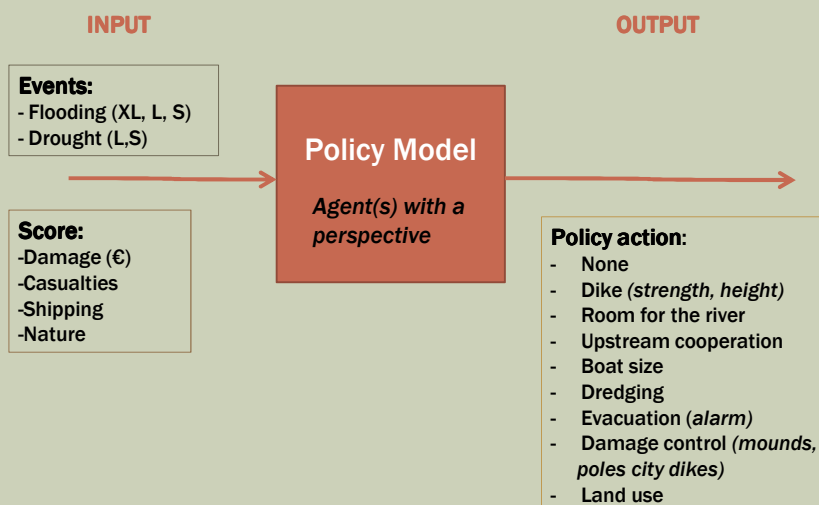 INPUT
OUTPUT
Events:
- Flooding (XL, L, S)
- Drought (L,S)
Score:
-Damage (€)
-Casualties
-Shipping
-Nature
Policy Model
Agent(s) with a
perspective
Policy action:
- None
- Dike (strength, height)
- Room for the river
- Upstream cooperation
- Boat size
- Dredging
- Evacuation (alarm)
- Damage control (mounds,
poles city dikes)
- Land use